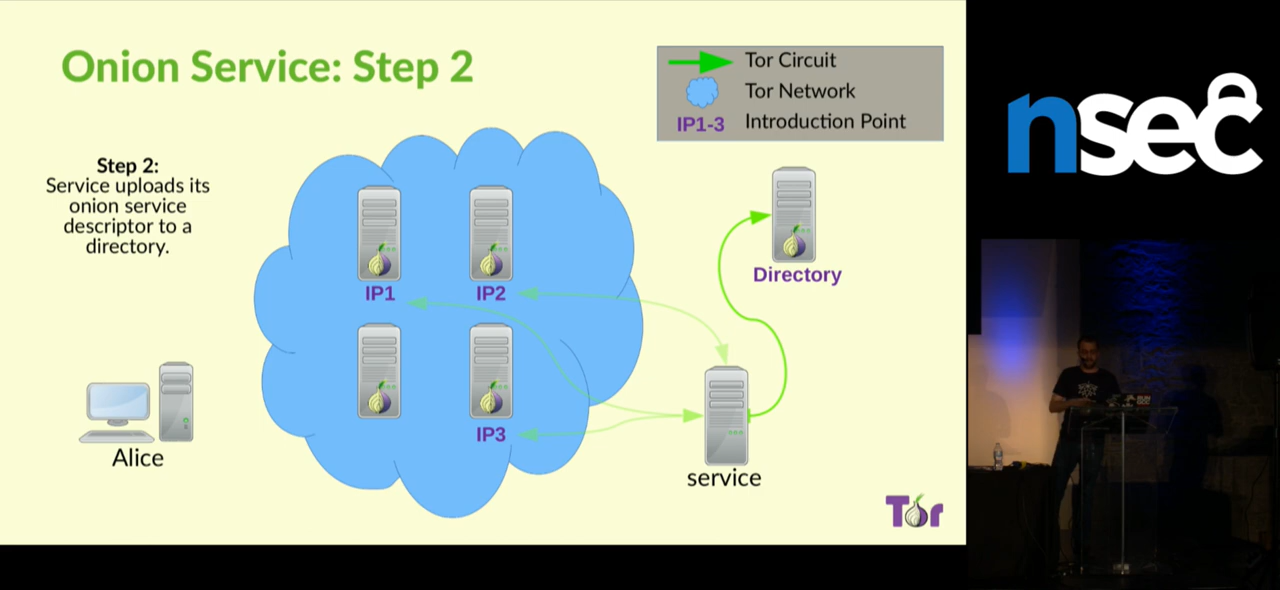 Onion Service: Step 2
Tor Circuit
Tor Network
IP1-3 Introduction Point
Step 2:
Service uploads its
onion service
descriptor to a
directory.
IP1
IP2
Directory
IP3
Alice
service
Tor
nsec